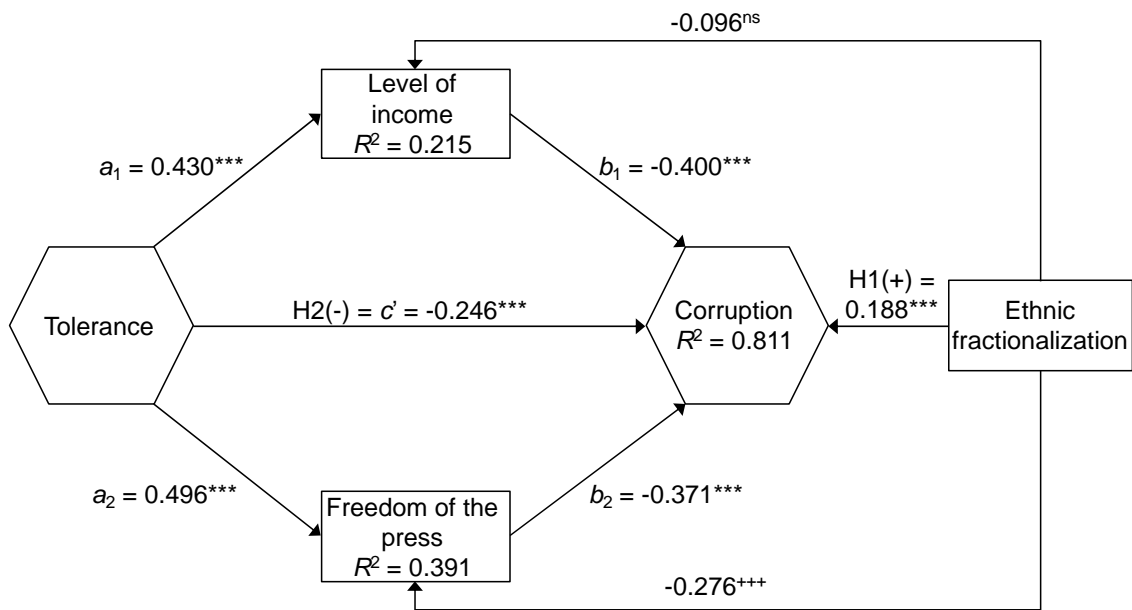 -0.096ⁿˢ
Level of
income
R² = 0.215
a₁ = 0.430***
b₁ = -0.400***
Tolerance
H2(-) = c’ = -0.246***
Corruption
R² = 0.811
H1(+) =
0.188***
Ethnic
fractionalization
a₂ = 0.496***
Freedom of the
press
R² = 0.391
b₂ = -0.371***
-0.276⁺⁺⁺